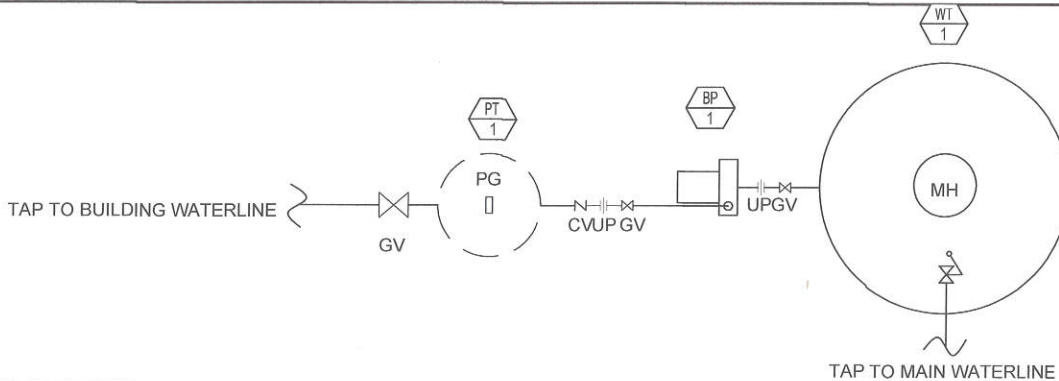 WT
1
PT
1
BP
1
PG
MH
TAP TO BUILDING WATERLINE
GV
CVUP GV
UPGV
TAP TO MAIN WATERLINE